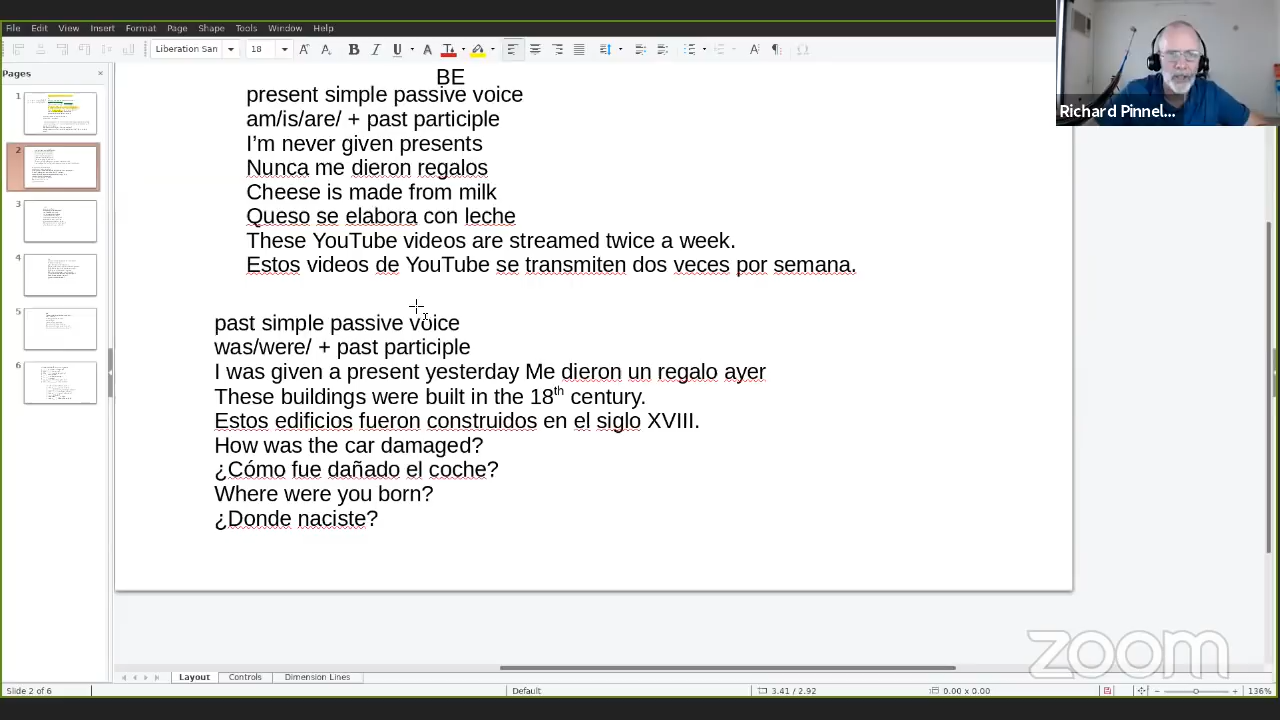 File Edit View Insert Format Page Shape Tools Window Help
Liberation San 18
Pages
1
2
3
4
5
6
BE
present simple passive voice
am/is/are/ + past participle
I’m never given presents
Nunca me dieron regalos
Cheese is made from milk
Queso se elabora con leche
These YouTube videos are streamed twice a week.
Estos videos de YouTube se transmiten dos veces por semana.
past simple passive voice
was/were/ + past participle
I was given a present yesterday Me dieron un regalo ayer
These buildings were built in the 18th century.
Estos edificios fueron construidos en el siglo XVIII.
How was the car damaged?
¿Cómo fue dañado el coche?
Where were you born?
¿Donde naciste?
Richard Pinnel...
zoom
Layout Controls Dimension Lines
Slide 2 of 6 Default 3.41 / 2.92 0.00 x 0.00 136%